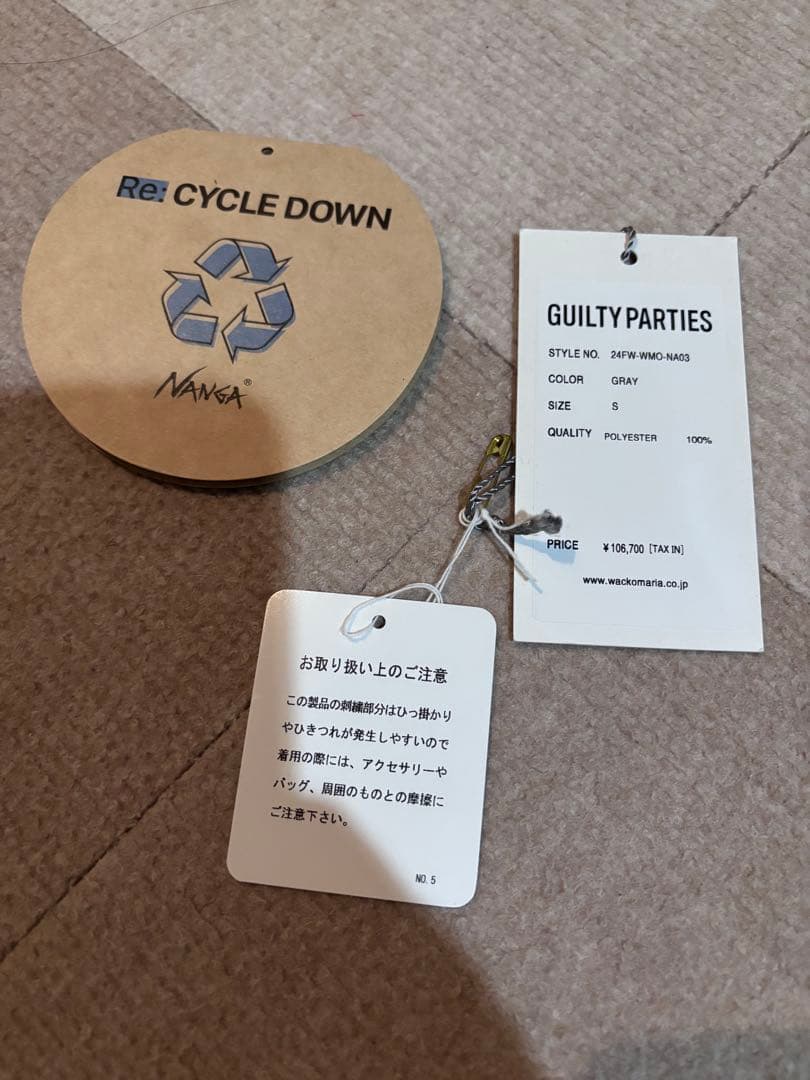 Re: CYCLE DOWN
NANGA®
GUILTY PARTIES
STYLE NO. 24FW-WMO-NA03
COLOR GRAY
SIZE S
QUALITY POLYESTER 100%
PRICE ¥106,700 [TAX IN]
www.wackomaria.co.jp
お取り扱い上のご注意
この製品の刺繍部分はひっ掛かり
やひきつれが発生しやすいので
着用の際には、アクセサリーや
バッグ、周囲のものとの摩擦に
ご注意下さい。
NO. 5